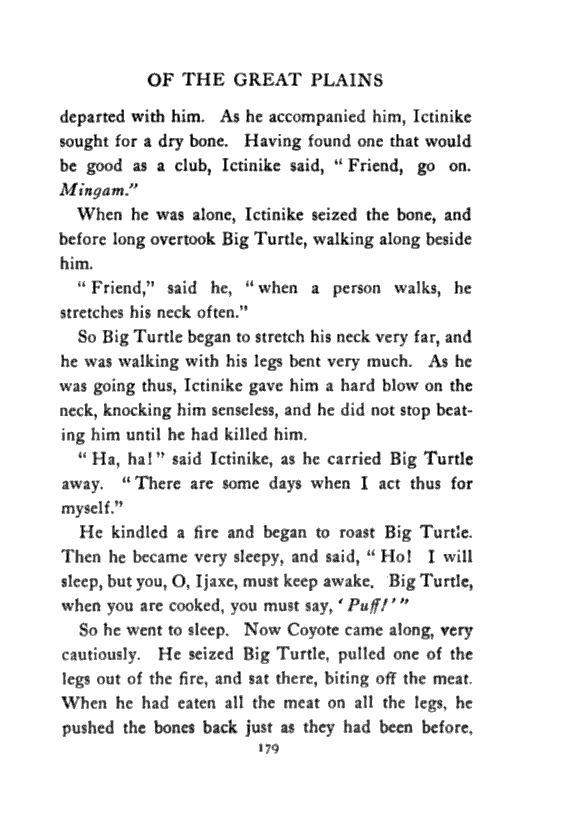 OF THE GREAT PLAINS
departed with him. As he accompanied him, Ictinike
sought for a dry bone. Having found one that would
be good as a club, Ictinike said, “ Friend, go on.
Mingam.”
When he was alone, Ictinike seized the bone, and
before long overtook Big Turtle, walking along beside
him.
“ Friend,” said he, “ when a person walks, he
stretches his neck often.”
So Big Turtle began to stretch his neck very far, and
he was walking with his legs bent very much. As he
was going thus, Ictinike gave him a hard blow on the
neck, knocking him senseless, and he did not stop beat-
ing him until he had killed him.
“ Ha, ha! ” said Ictinike, as he carried Big Turtle
away. “ There are some days when I act thus for
myself.”
He kindled a fire and began to roast Big Turtle.
Then he became very sleepy, and said, “ Ho! I will
sleep, but you, O, Ijaxe, must keep awake. Big Turtle,
when you are cooked, you must say, ‘ Puff! ’ ”
So he went to sleep. Now Coyote came along, very
cautiously. He seized Big Turtle, pulled one of the
legs out of the fire, and sat there, biting off the meat.
When he had eaten all the meat on all the legs, he
pushed the bones back just as they had been before,
179